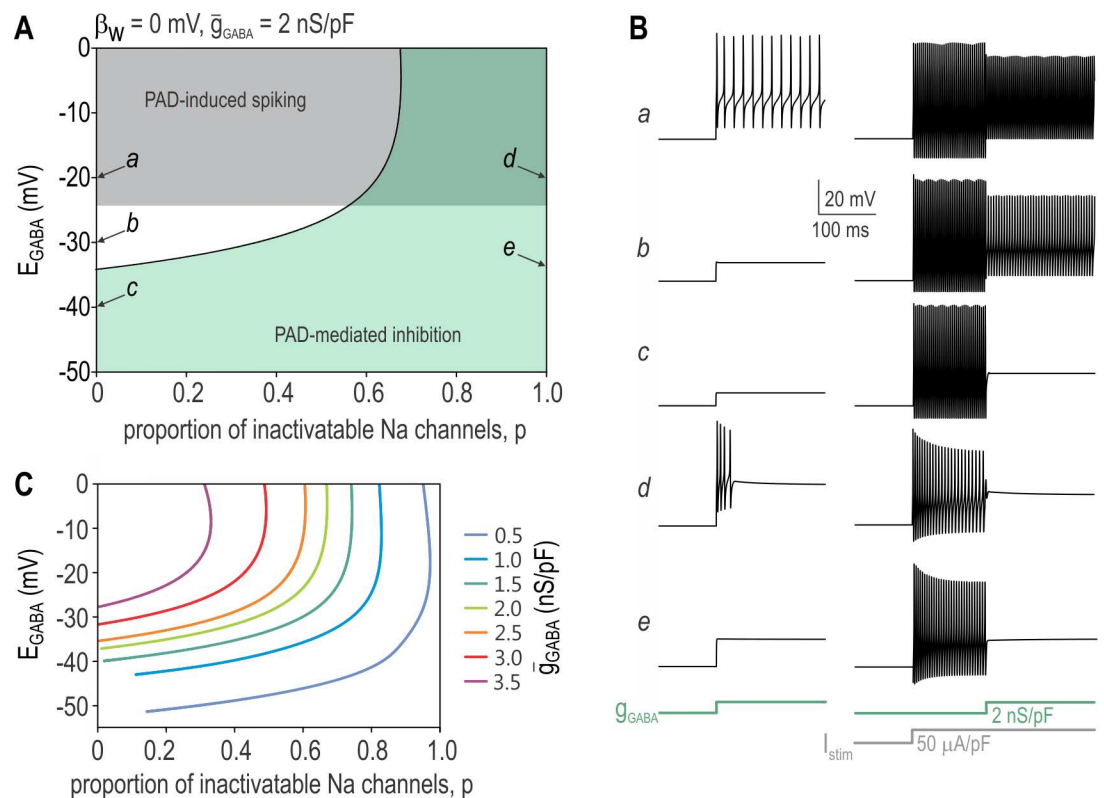 A
βw = 0 mV, ḡGABA = 2 nS/pF
EGABA (mV)
0
-10
-20
-30
-40
-50
PAD-induced spiking
a
b
c
d
e
PAD-mediated inhibition
0
0.2
0.4
0.6
0.8
1.0
proportion of inactivatable Na channels, p
B
a
b
c
d
e
20 mV
100 ms
gGABA
2 nS/pF
Istim
50 µA/pF
C
EGABA (mV)
0
-10
-20
-30
-40
-50
0
0.2
0.4
0.6
0.8
1.0
proportion of inactivatable Na channels, p
0.5
1.0
1.5
2.0
2.5
3.0
3.5
ḡGABA (nS/pF)